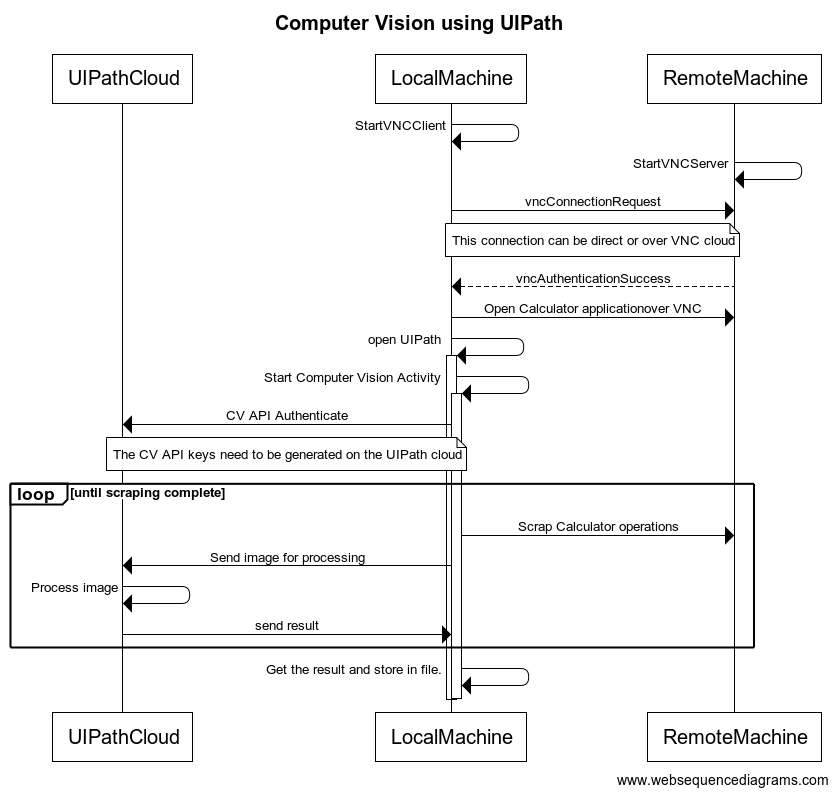 Computer Vision using UIPath
UIPathCloud
LocalMachine
RemoteMachine
StartVNCClient
StartVNCServer
vncConnectionRequest
This connection can be direct or over VNC cloud
vncAuthenticationSuccess
Open Calculator applicationover VNC
open UIPath
Start Computer Vision Activity
CV API Authenticate
The CV API keys need to be generated on the UIPath cloud
loop
[until scraping complete]
Scrap Calculator operations
Send image for processing
Process image
send result
Get the result and store in file.
UIPathCloud
LocalMachine
RemoteMachine
www.websequencediagrams.com